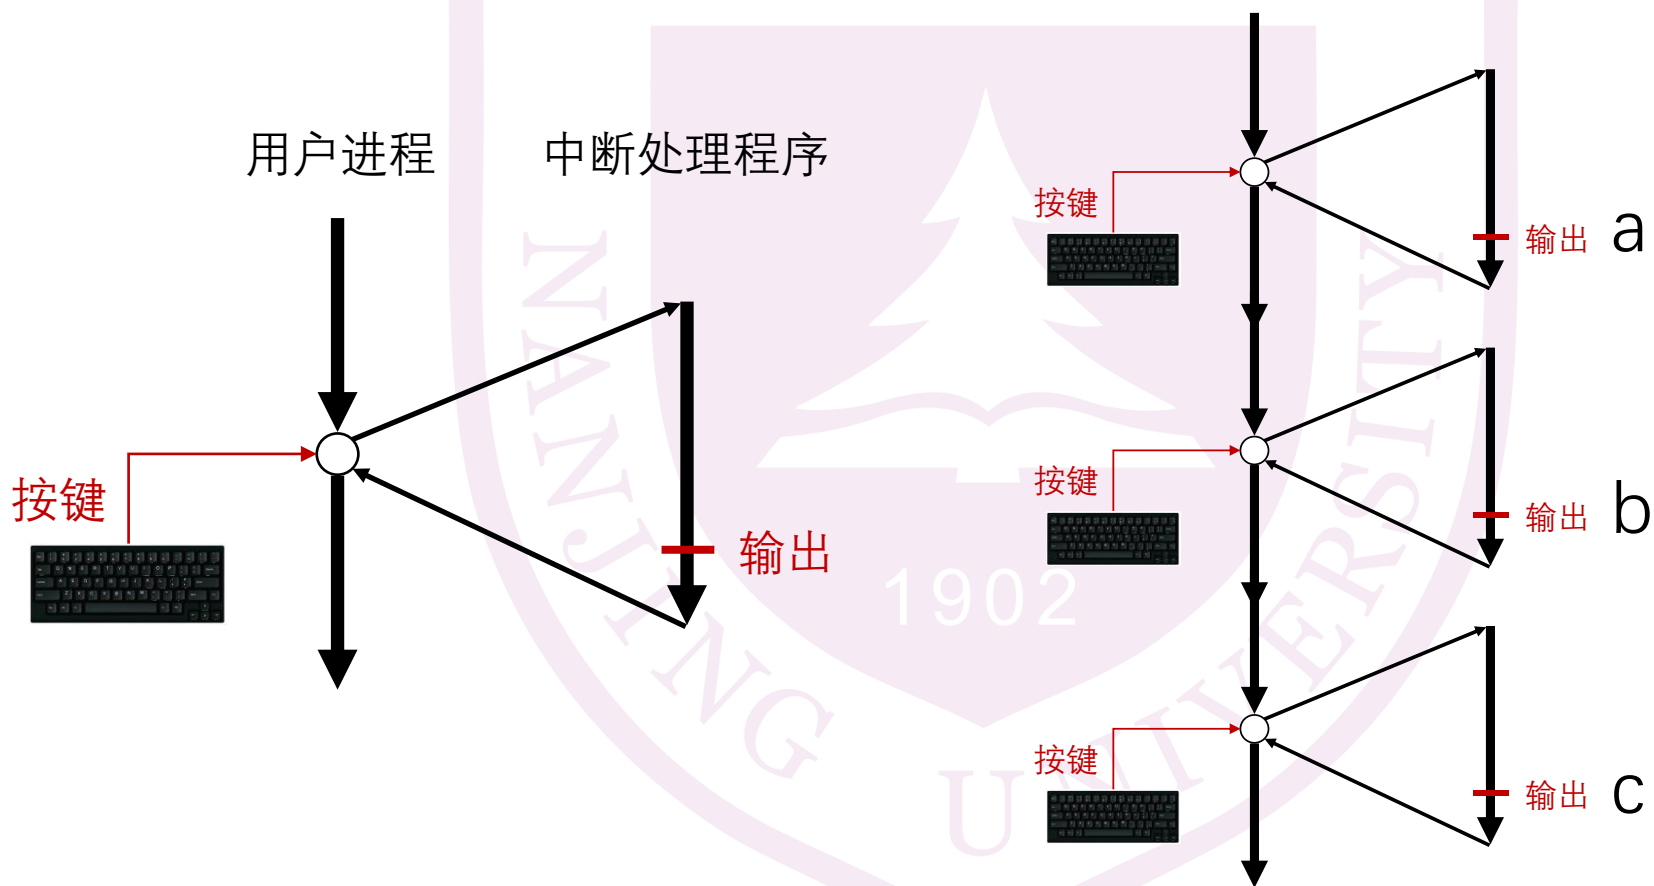 用户进程
中断处理程序
按键
输出
按键
输出 a
按键
输出 b
按键
输出 c
NANJING UNIVERSITY
1902